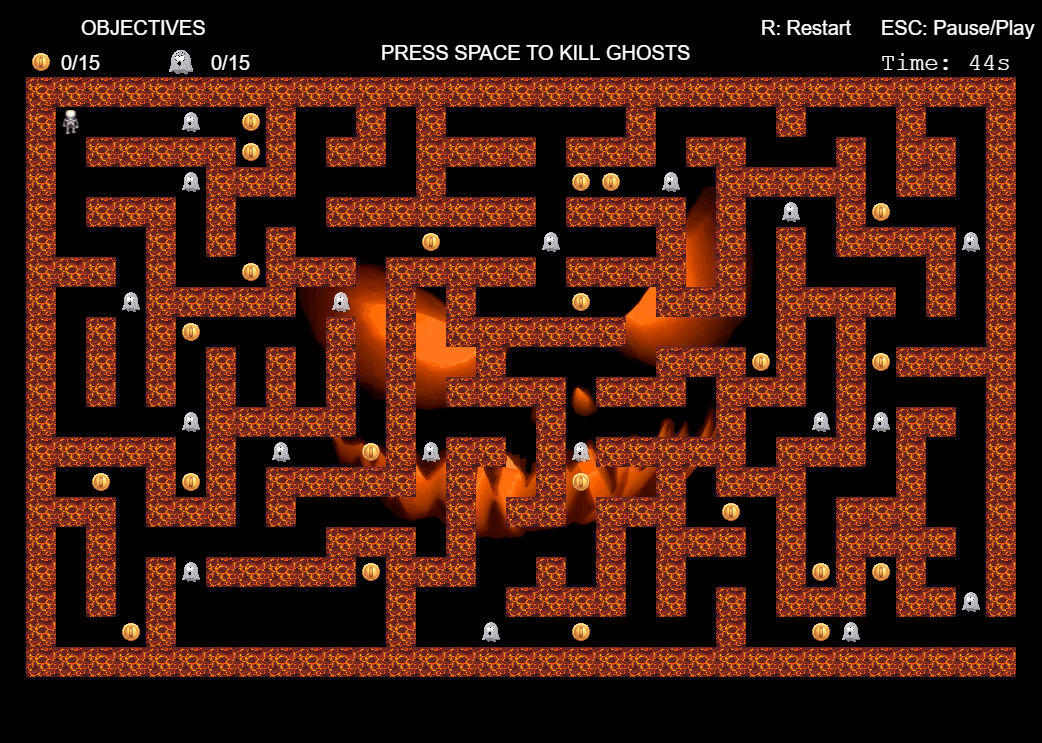 OBJECTIVES
R: Restart ESC: Pause/Play
0/15 0/15
PRESS SPACE TO KILL GHOSTS
Time: 44s